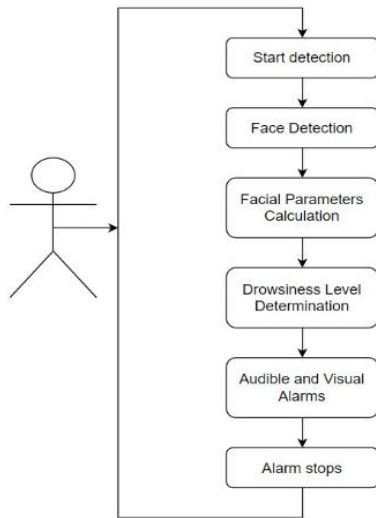 Start detection
Face Detection
Facial Parameters
Calculation
Drowsiness Level
Determination
Audible and Visual
Alarms
Alarm stops